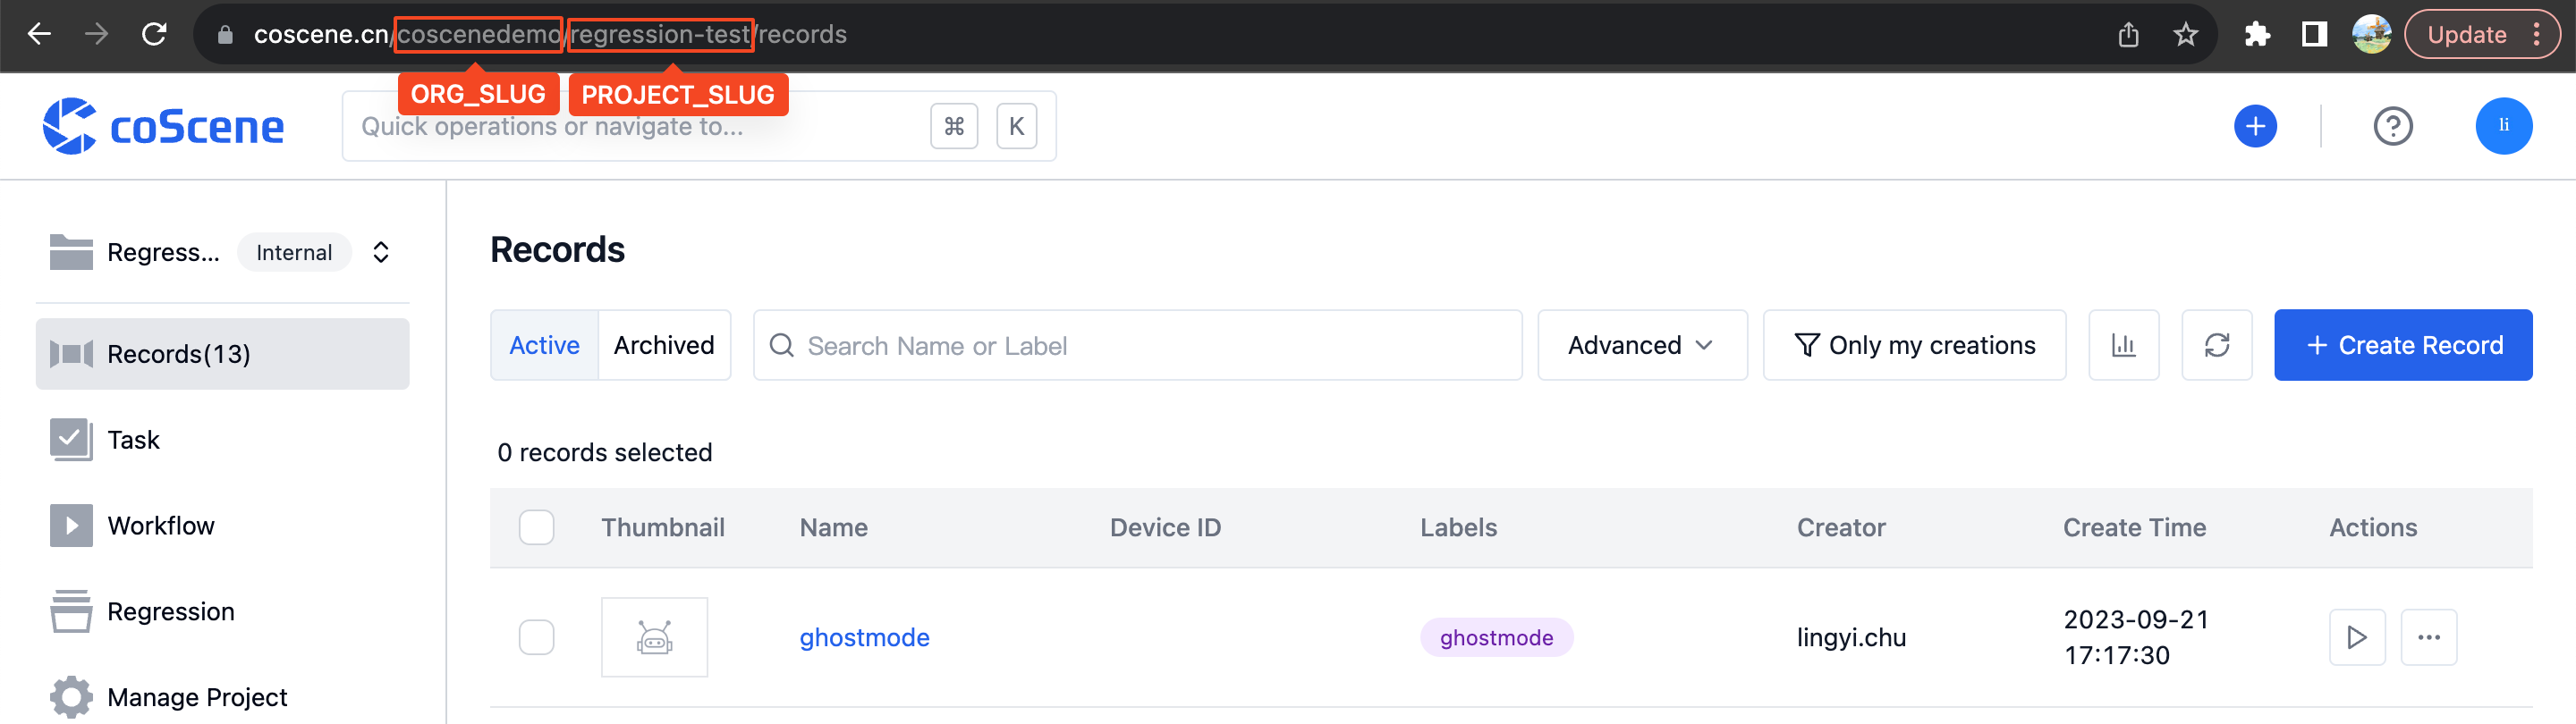 coscene.cn/coscenedemo/regression-test/records
Update
ORG_SLUG PROJECT_SLUG
coScene
Quick operations or navigate to...
⌘ K
li
Regress... Internal
Records
Records(13)
Active Archived Search Name or Label Advanced Only my creations + Create Record
Task
0 records selected
Workflow
Thumbnail Name Device ID Labels Creator Create Time Actions
Regression
ghostmode ghostmode lingyi.chu 2023-09-21
17:17:30
Manage Project